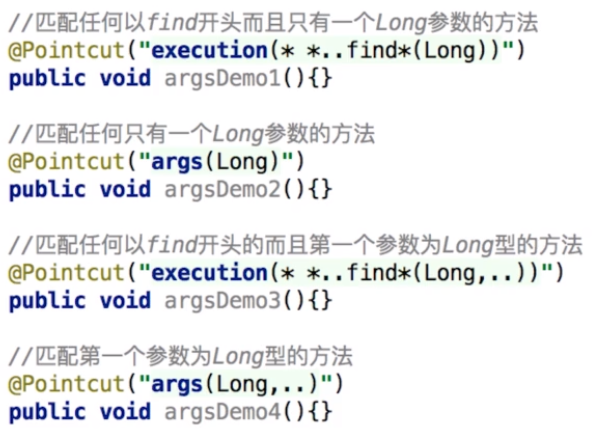 //匹配任何以find开头而且只有一个Long参数的方法
@Pointcut("execution(* *..find*(Long))")
public void argsDemo1(){}
//匹配任何只有一个Long参数的方法
@Pointcut("args(Long)")
public void argsDemo2(){}
//匹配任何以find开头的而且第一个参数为Long型的方法
@Pointcut("execution(* *..find*(Long,..))")
public void argsDemo3(){}
//匹配第一个参数为Long型的方法
@Pointcut("args(Long,..)")
public void argsDemo4(){}